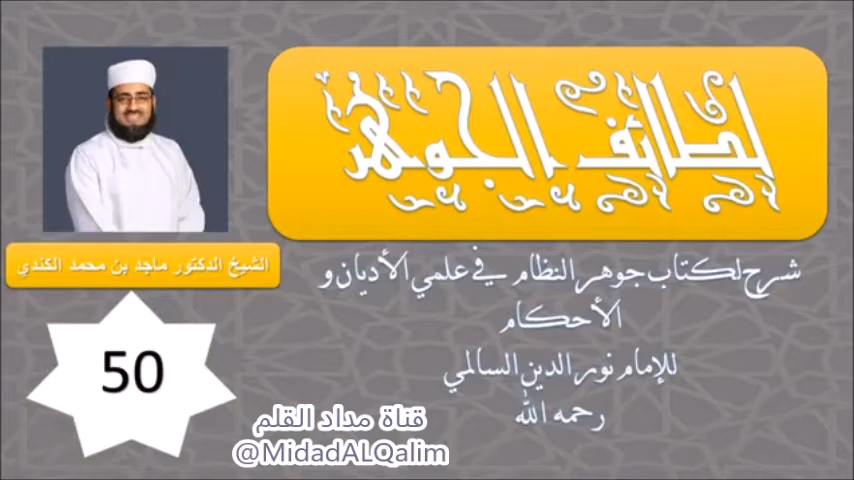 لطائف الجوهر
الشيخ الدكتور ماجد بن محمد الكندي
شرح لكتاب جوهر النظام في علمي الأديان و
الأحكام
للإمام نور الدين السالمي
رحمه الله
50
قناة مداد القلم
@MidadALQalim